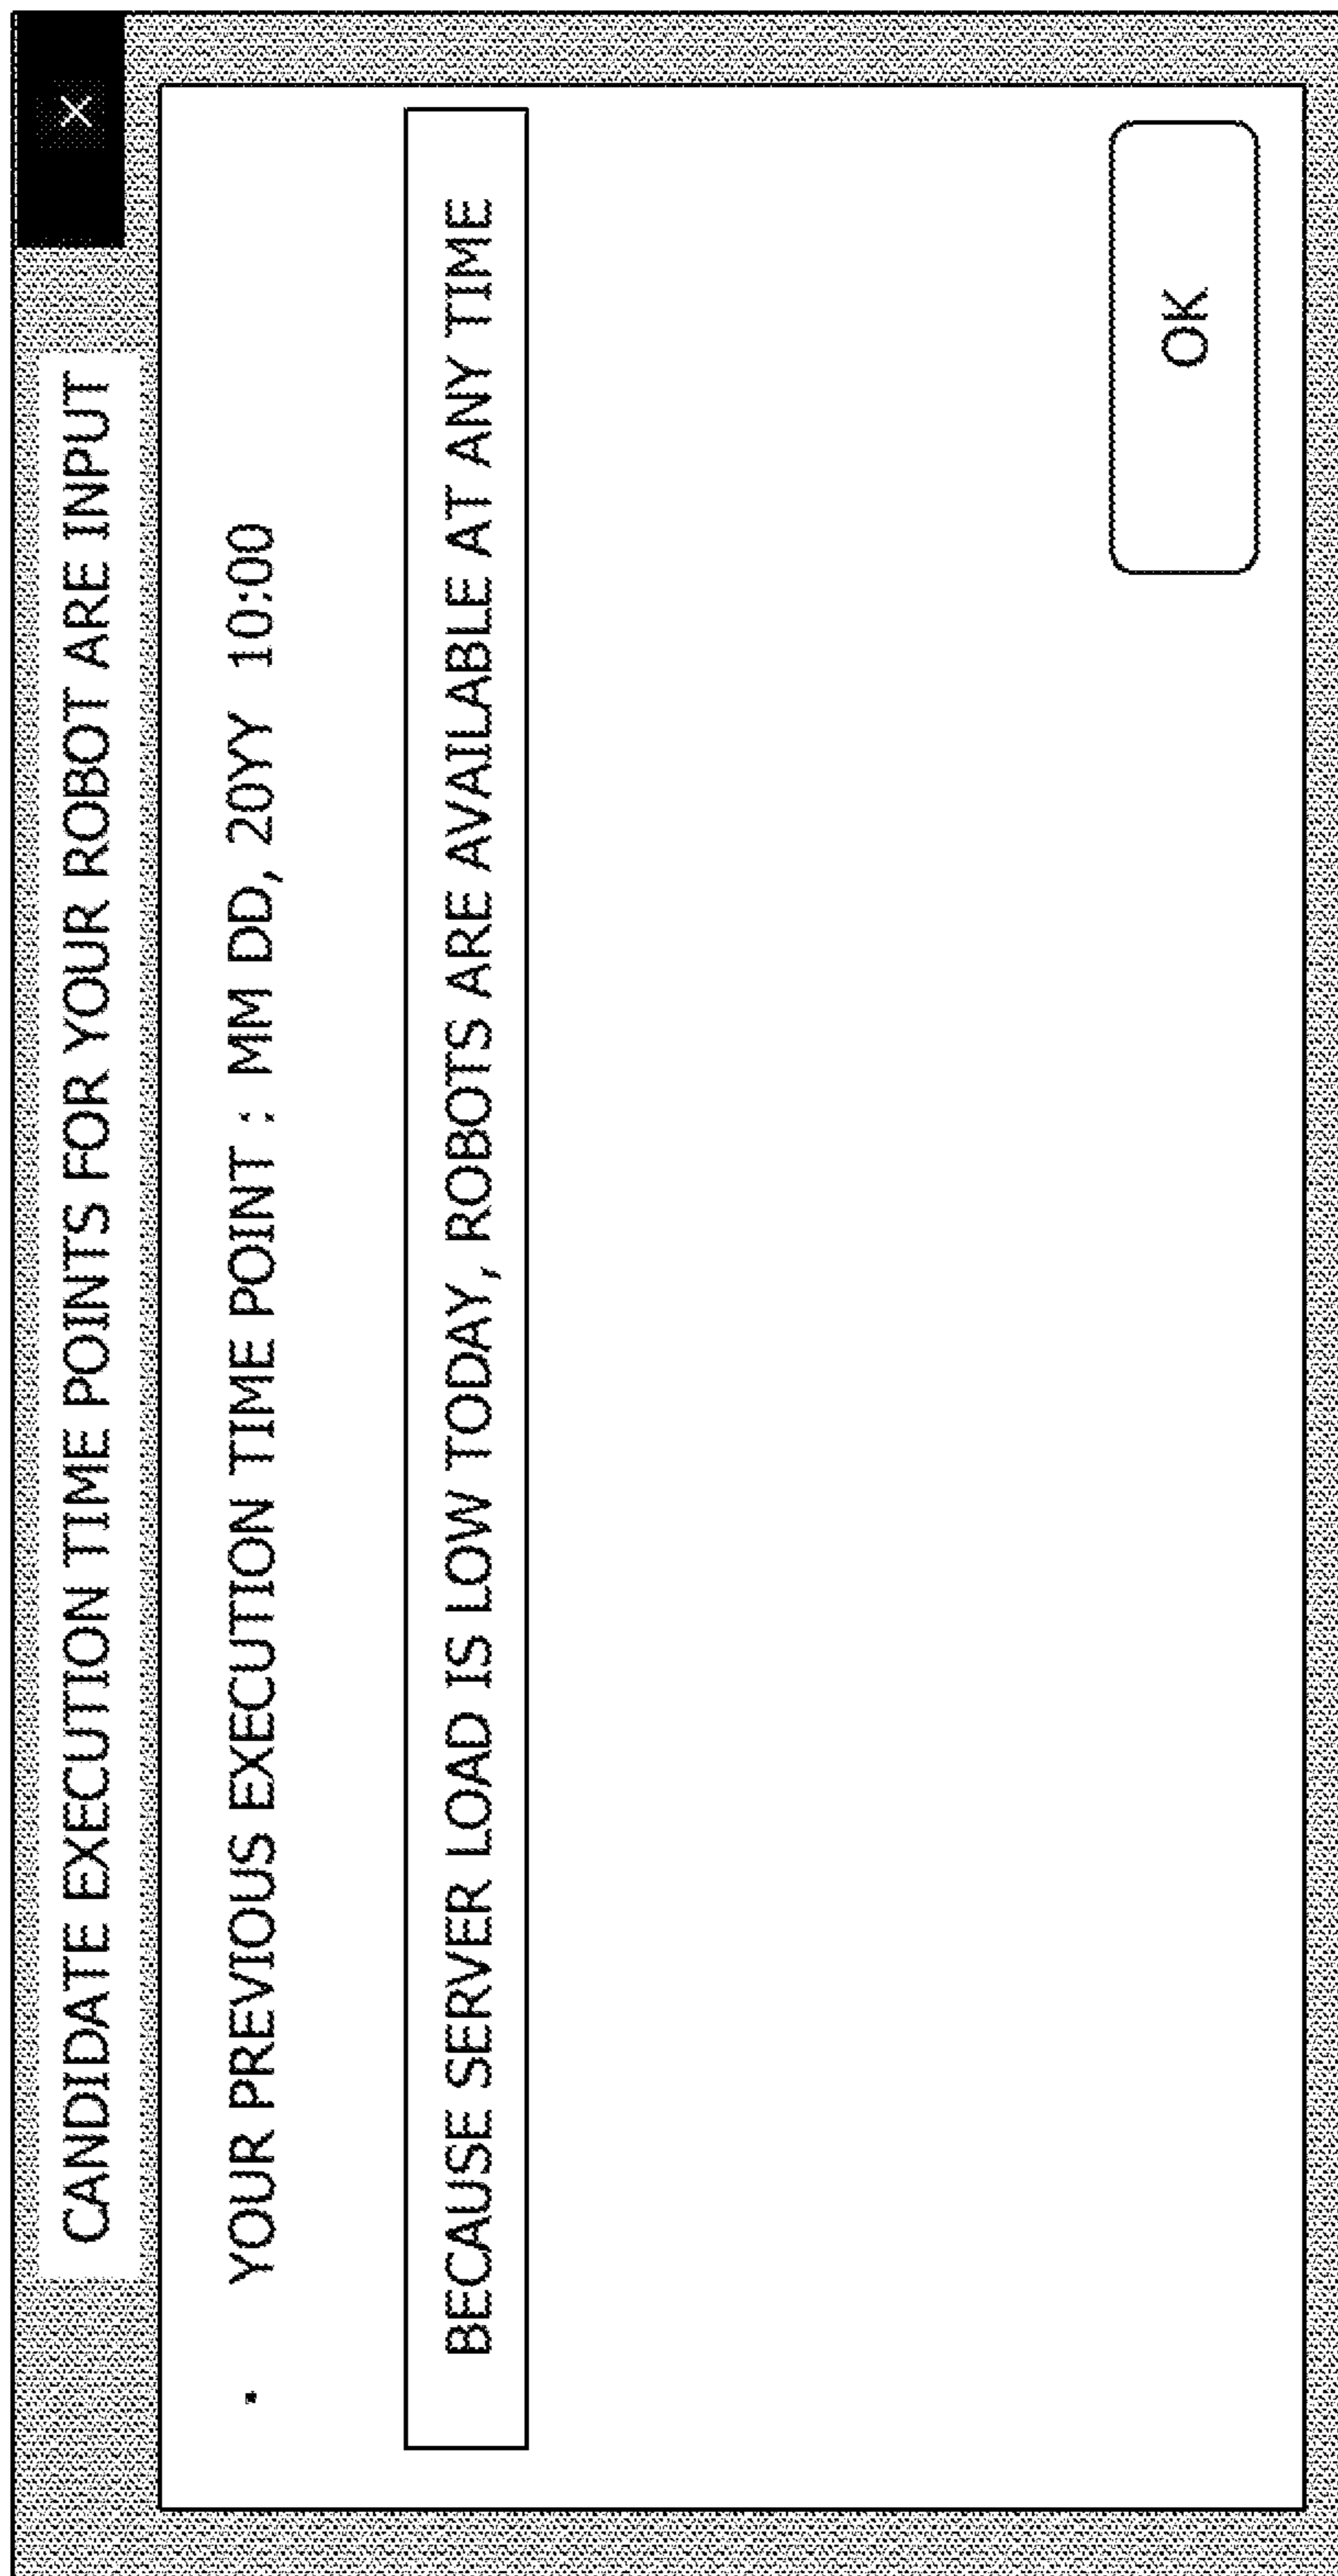 CANDIDATE EXECUTION TIME POINTS FOR YOUR ROBOT ARE INPUT
×
· YOUR PREVIOUS EXECUTION TIME POINT : MM DD, 20YY 10:00
BECAUSE SERVER LOAD IS LOW TODAY, ROBOTS ARE AVAILABLE AT ANY TIME
OK